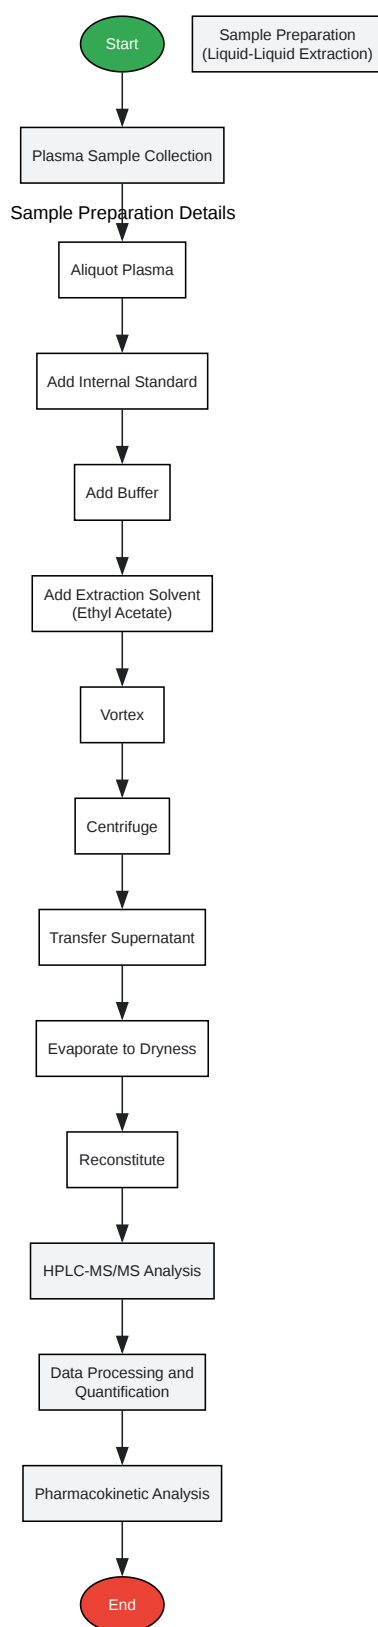 Start
Sample Preparation
(Liquid-Liquid Extraction)
Plasma Sample Collection
Sample Preparation Details
Aliquot Plasma
Add Internal Standard
Add Buffer
Add Extraction Solvent
(Ethyl Acetate)
Vortex
Centrifuge
Transfer Supernatant
Evaporate to Dryness
Reconstitute
HPLC-MS/MS Analysis
Data Processing and
Quantification
Pharmacokinetic Analysis
End